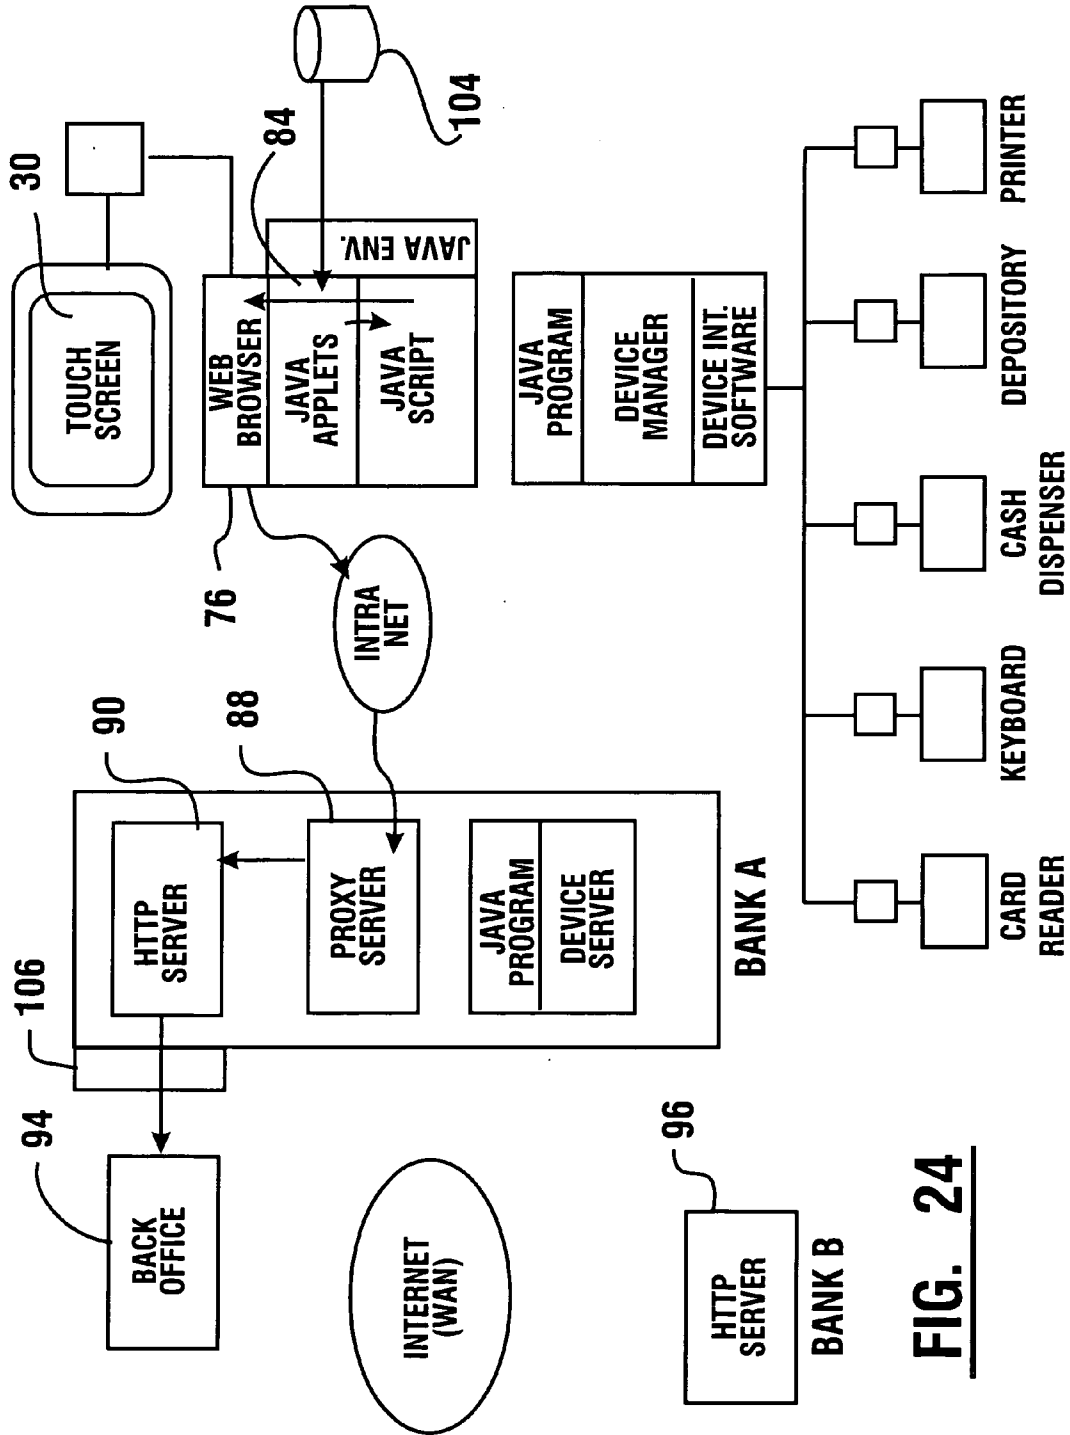 94
BACK
OFFICE
106
HTTP
SERVER
90
PROXY
SERVER
88
JAVA
PROGRAM
DEVICE
SERVER
BANK A
INTERNET
(WAN)
HTTP
SERVER
96
BANK B
INTRA
NET
30
TOUCH
SCREEN
76
WEB
BROWSER
JAVA
APPLETS
JAVA
SCRIPT
JAVA ENV.
84
104
JAVA
PROGRAM
DEVICE
MANAGER
DEVICE INT.
SOFTWARE
CARD
READER
KEYBOARD
CASH
DISPENSER
DEPOSITORY
PRINTER
FIG. 24